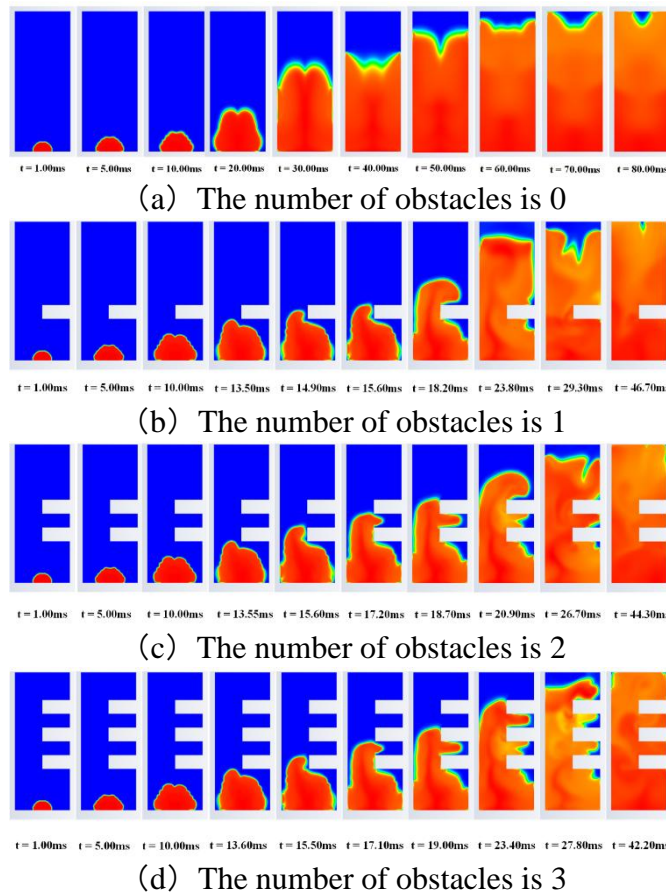 t = 1.00ms t = 5.00ms t = 10.00ms t = 20.00ms t = 30.00ms t = 40.00ms t = 50.00ms t = 60.00ms t = 70.00ms t = 80.00ms
（a）The number of obstacles is 0
t = 1.00ms t = 5.00ms t = 10.00ms t = 13.50ms t = 14.90ms t = 15.60ms t = 18.20ms t = 23.80ms t = 29.30ms t = 46.70ms
（b）The number of obstacles is 1
t = 1.00ms t = 5.00ms t = 10.00ms t = 13.55ms t = 15.60ms t = 17.20ms t = 18.70ms t = 20.90ms t = 26.70ms t = 44.30ms
（c）The number of obstacles is 2
t = 1.00ms t = 5.00ms t = 10.00ms t = 13.60ms t = 15.50ms t = 17.10ms t = 19.00ms t = 23.40ms t = 27.80ms t = 42.20ms
（d）The number of obstacles is 3